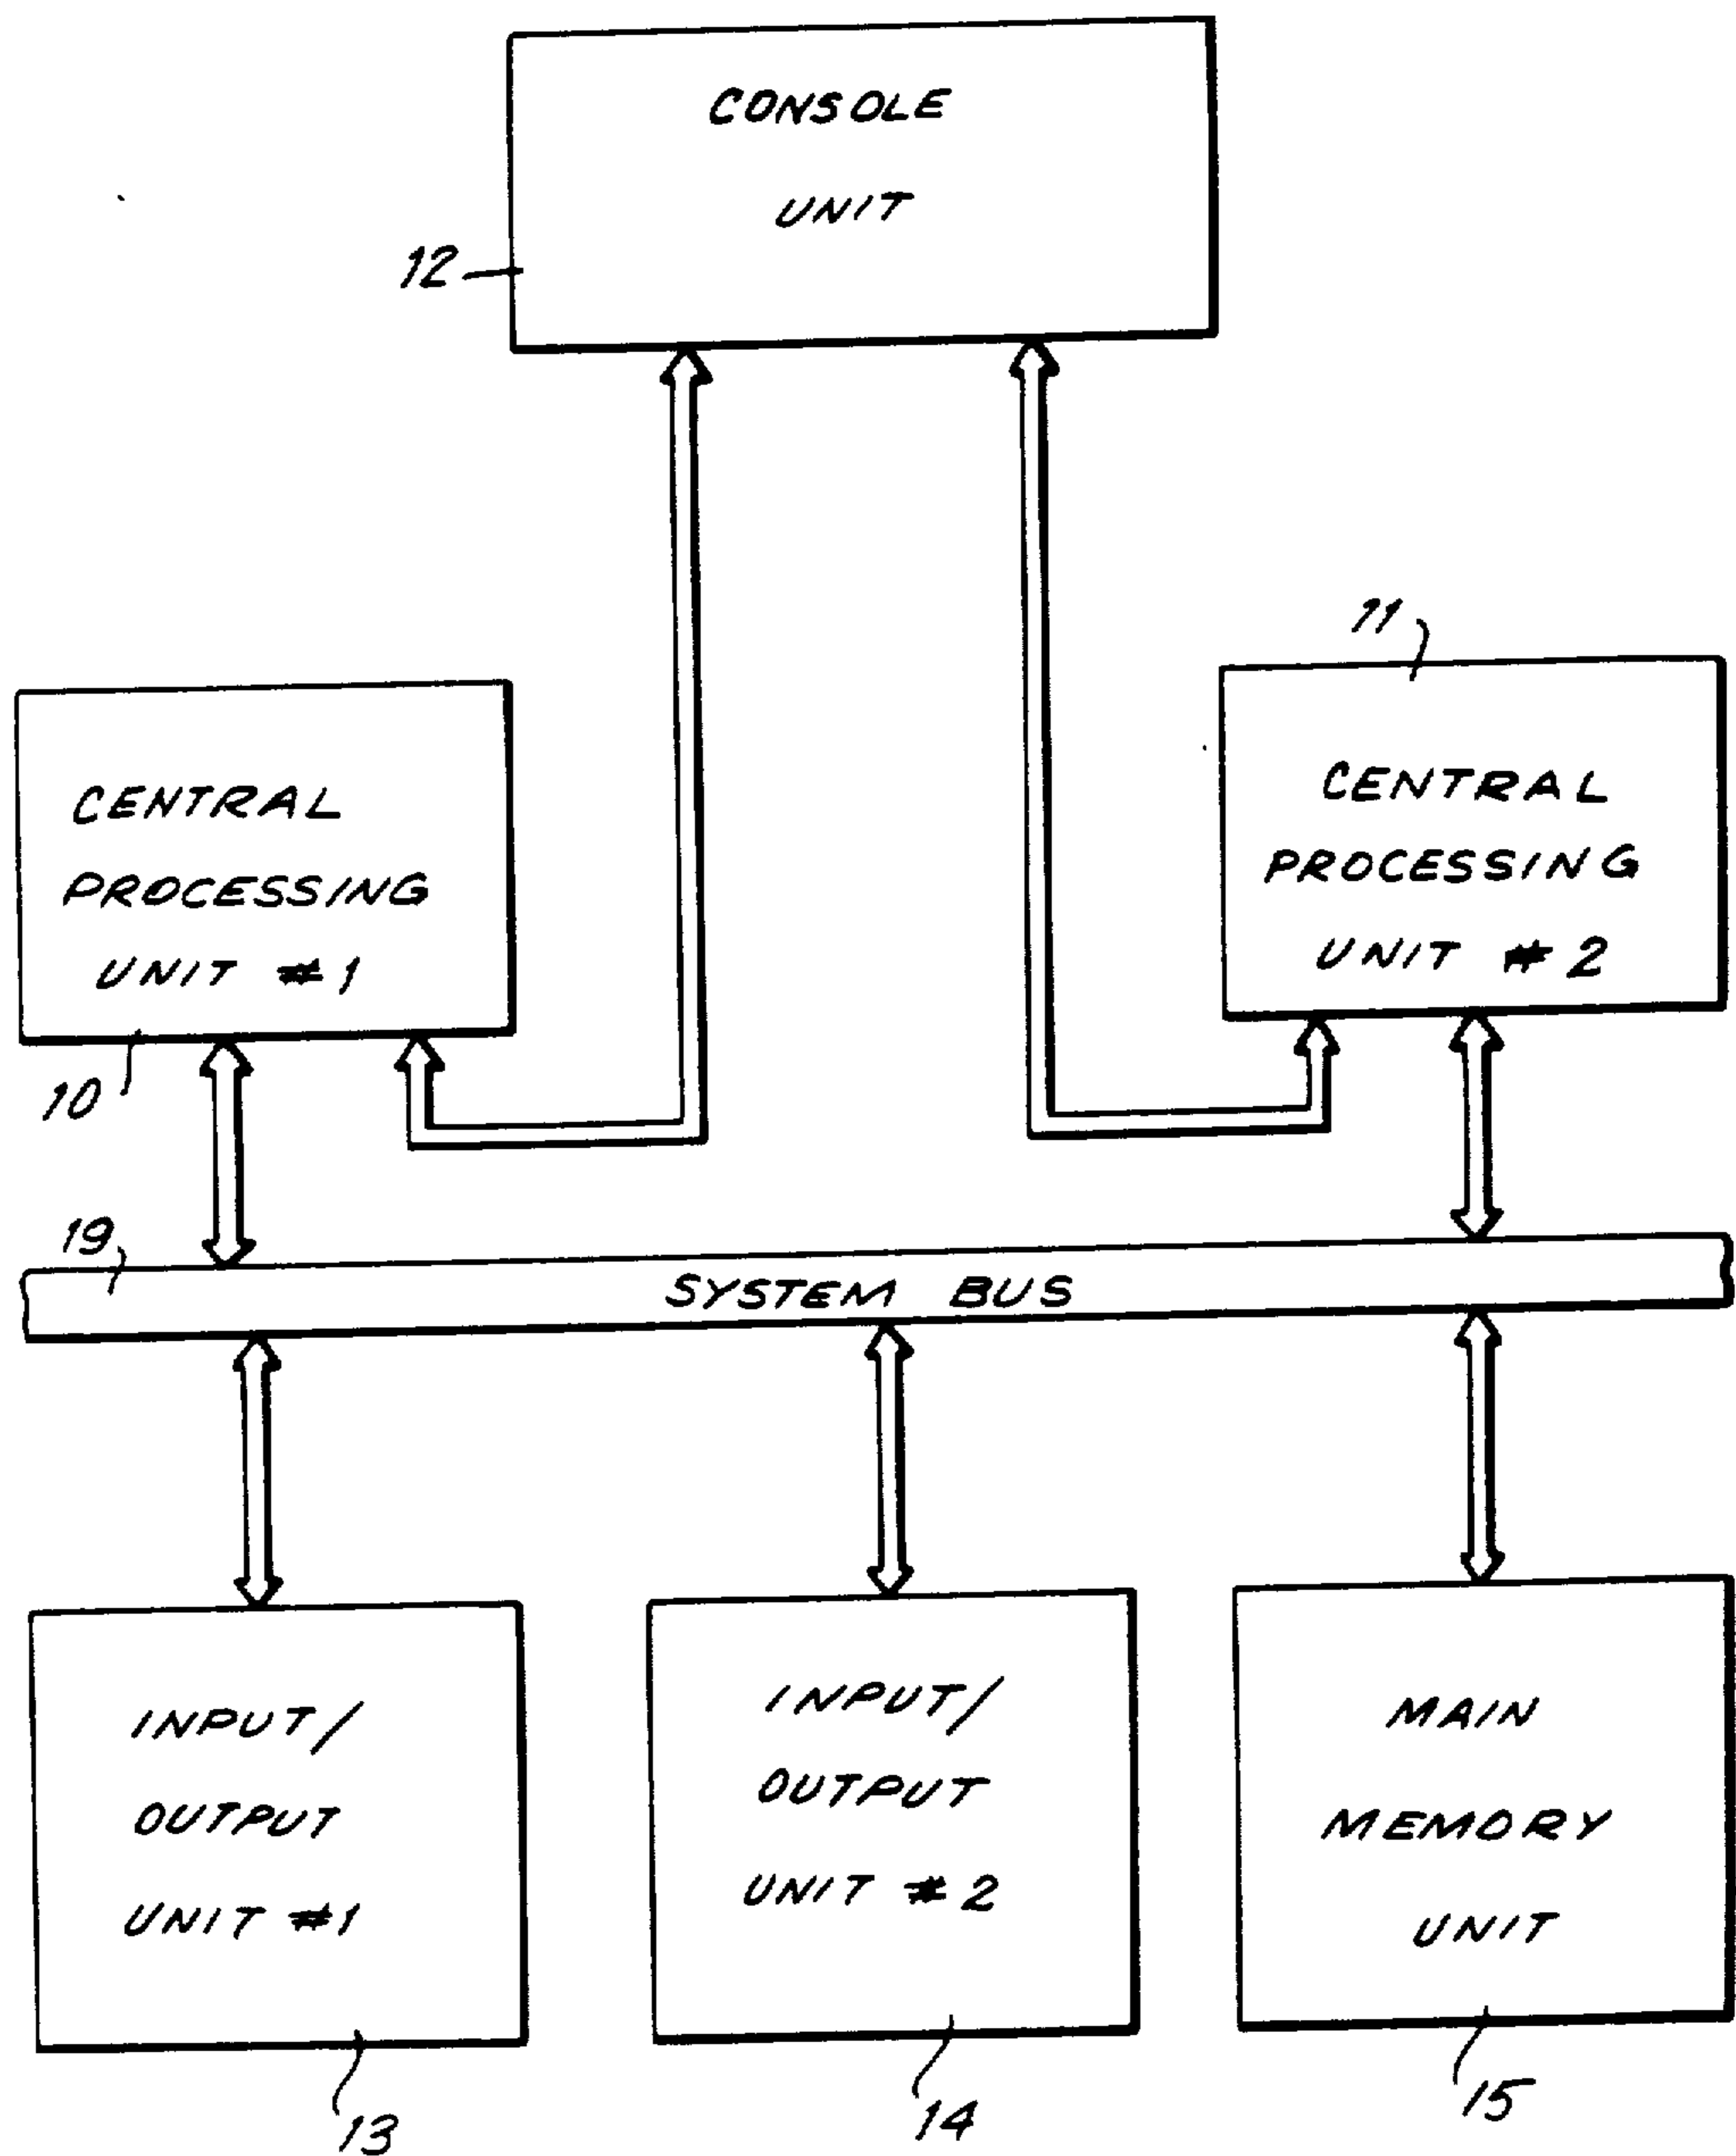 CONSOLE
UNIT
12
11
CENTRAL
PROCESSING
UNIT #1
10
CENTRAL
PROCESSING
UNIT #2
19
SYSTEM BUS
INPUT/
OUTPUT
UNIT #1
13
INPUT/
OUTPUT
UNIT #2
14
MAIN
MEMORY
UNIT
15